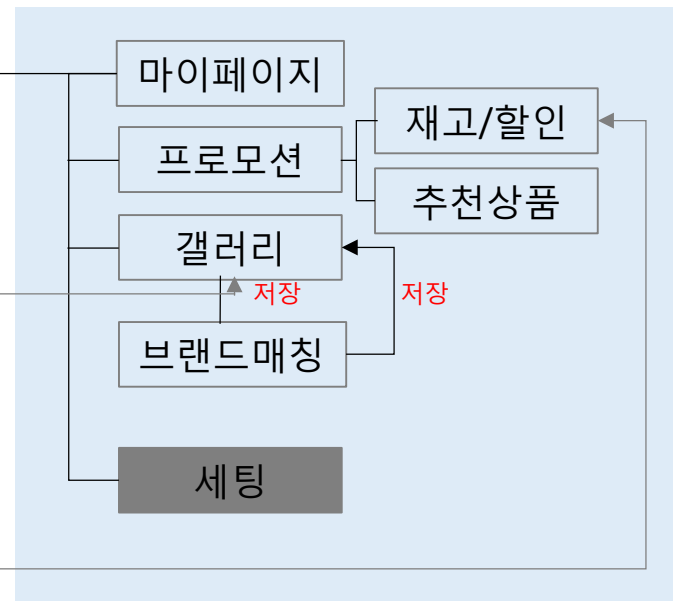 마이페이지
재고/할인
프로모션
추천상품
갤러리
저장
저장
브랜드매칭
세팅